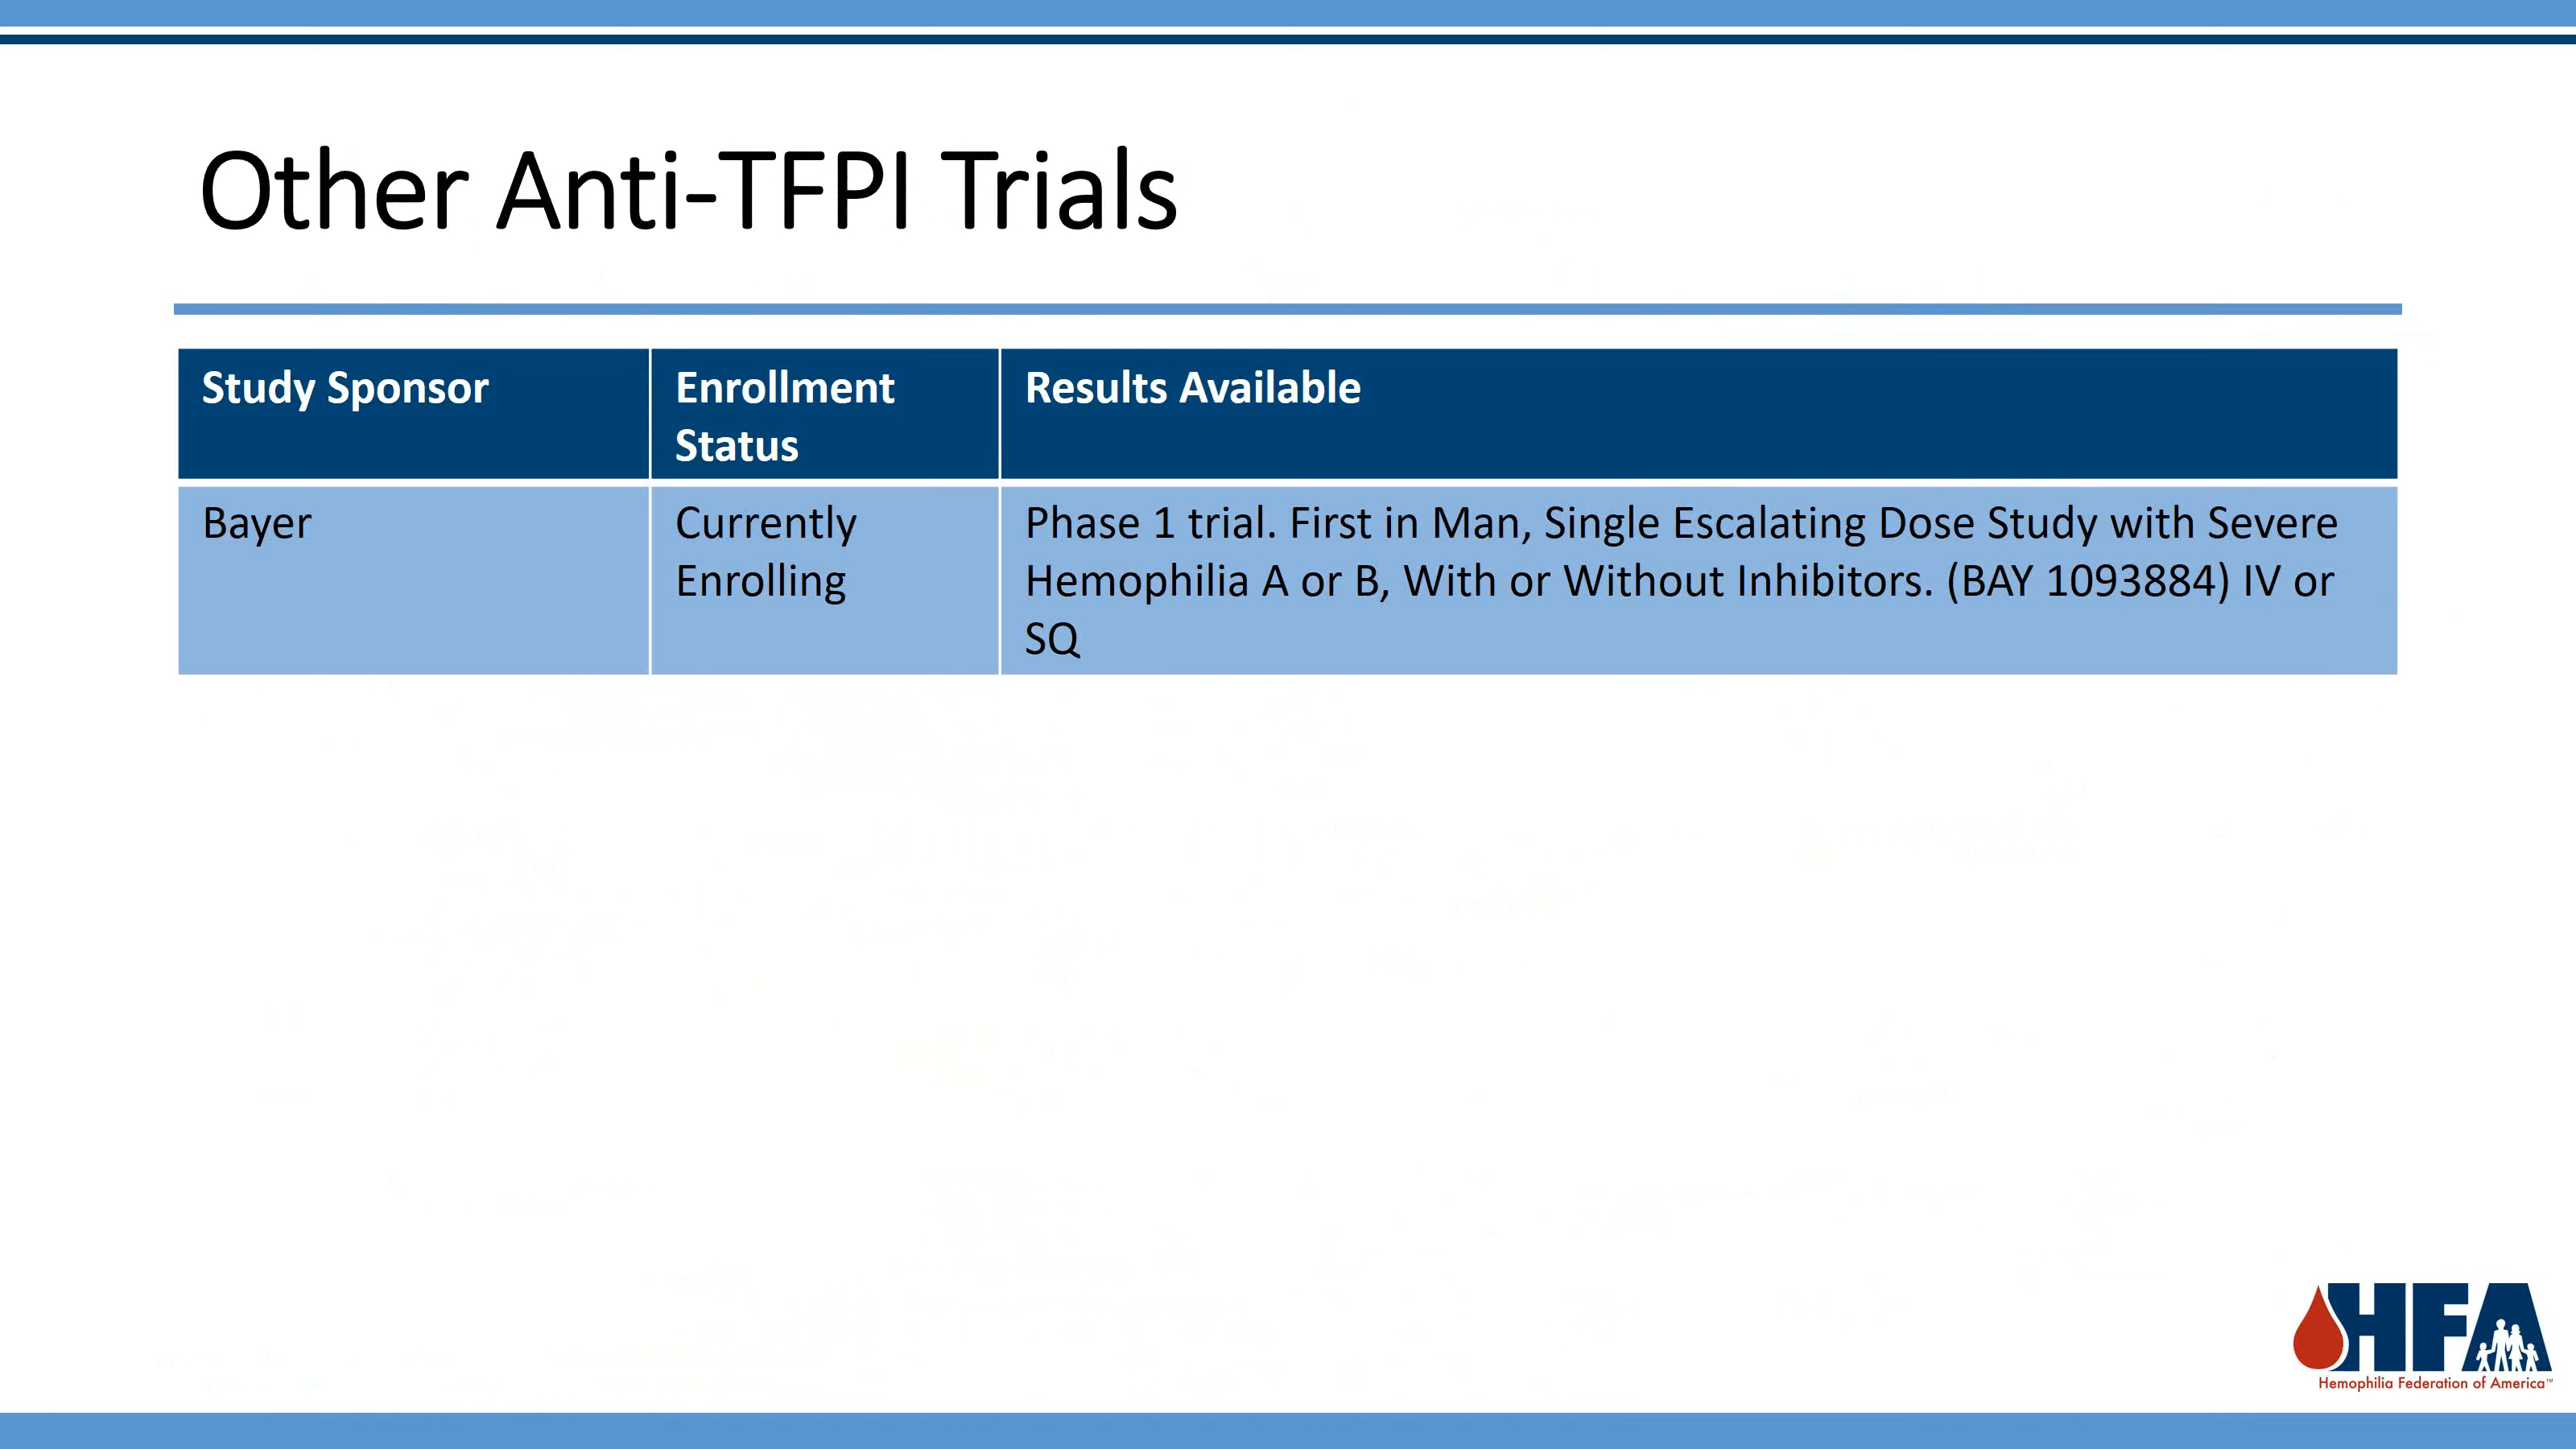 Other Anti-TFPI Trials
Study Sponsor
Enrollment
Status
Results Available
Bayer
Currently
Enrolling
Phase 1 trial. First in Man, Single Escalating Dose Study with Severe
Hemophilia A or B, With or Without Inhibitors. (BAY 1093884) IV or
SQ
HFA
Hemophilia Federation of America™